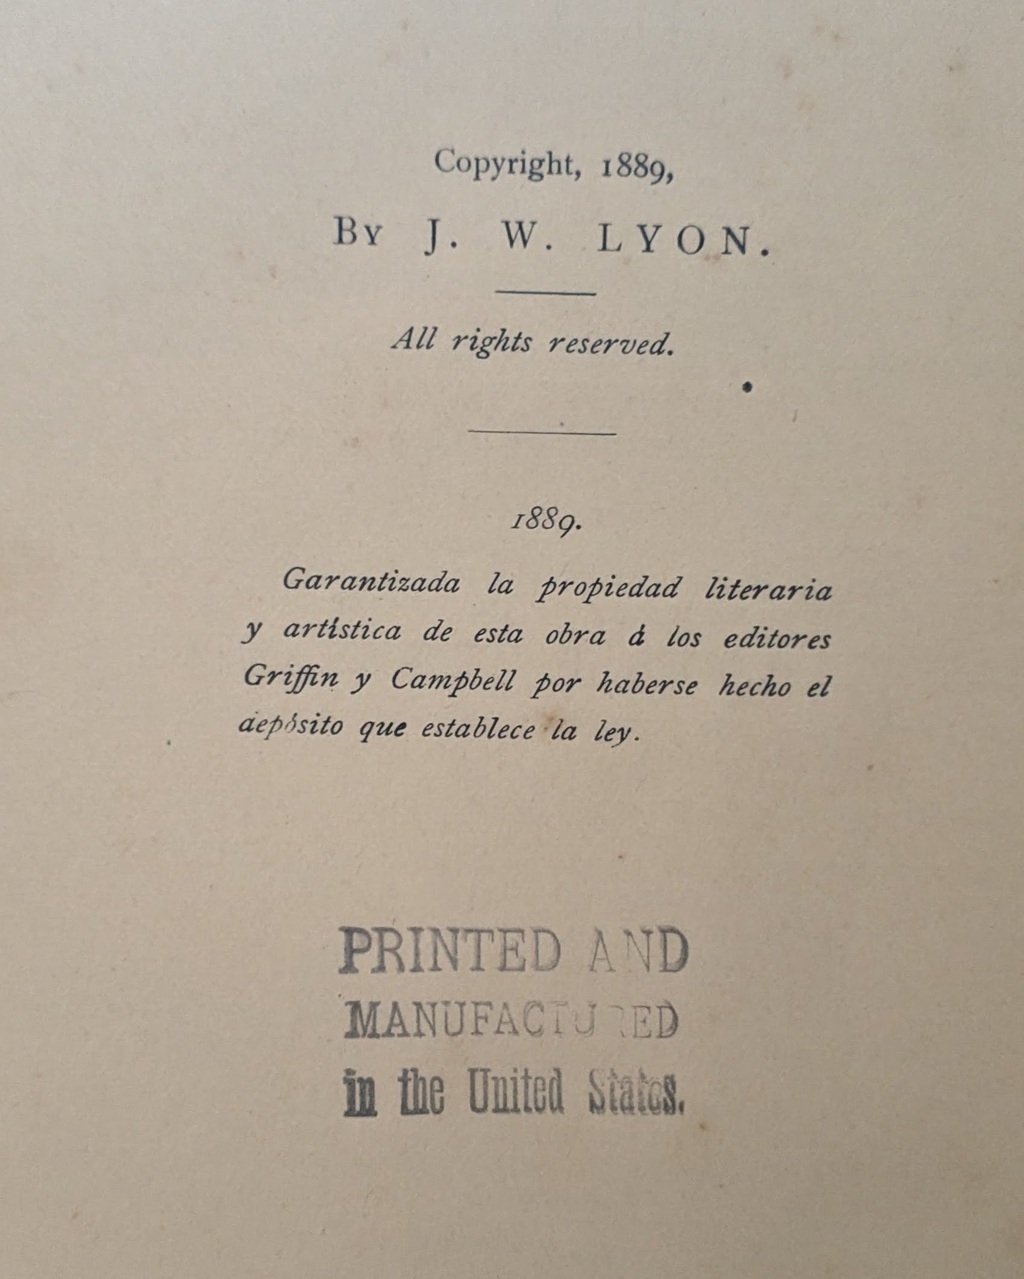 Copyright, 1889,
By J. W. LYON.
All rights reserved.
1889.
Garantizada la propiedad literaria
y artística de esta obra á los editores
Griffin y Campbell por haberse hecho el
depósito que establece la ley.
PRINTED AND
MANUFACTURED
in the United States.